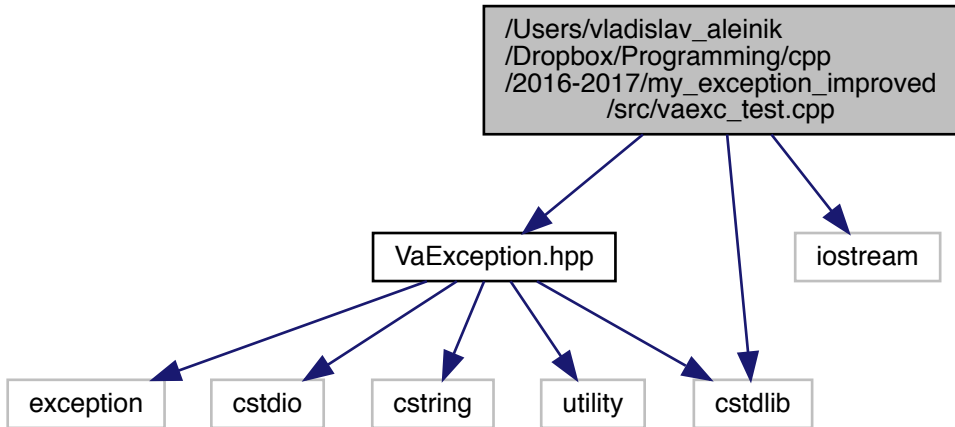 /Users/vladislav_aleinik
/Dropbox/Programming/cpp
/2016-2017/my_exception_improved
/src/vaexc_test.cpp
VaException.hpp
iostream
exception
cstdio
cstring
utility
cstdlib